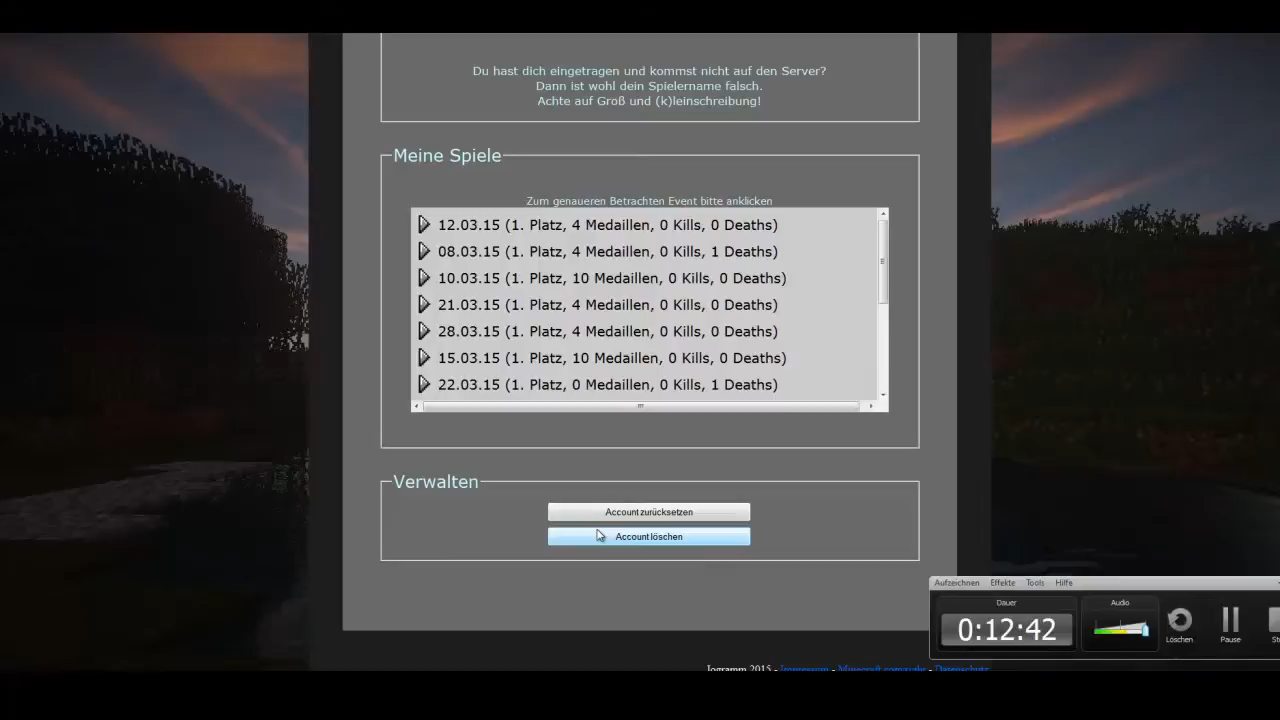 Du hast dich eingetragen und kommst nicht auf den Server?
Dann ist wohl dein Spielername falsch.
Achte auf Groß und (k)leinschreibung!
Meine Spiele
Zum genaueren Betrachten Event bitte anklicken
12.03.15 (1. Platz, 4 Medaillen, 0 Kills, 0 Deaths)
08.03.15 (1. Platz, 4 Medaillen, 0 Kills, 1 Deaths)
10.03.15 (1. Platz, 10 Medaillen, 0 Kills, 0 Deaths)
21.03.15 (1. Platz, 4 Medaillen, 0 Kills, 0 Deaths)
28.03.15 (1. Platz, 4 Medaillen, 0 Kills, 0 Deaths)
15.03.15 (1. Platz, 10 Medaillen, 0 Kills, 0 Deaths)
22.03.15 (1. Platz, 0 Medaillen, 0 Kills, 1 Deaths)
Verwalten
Account zurücksetzen
Account löschen
Aufzeichnen Effekte Tools Hilfe
Dauer
Audio
0:12:42
Löschen
Pause
2015 - Impressum - - Datenschutz